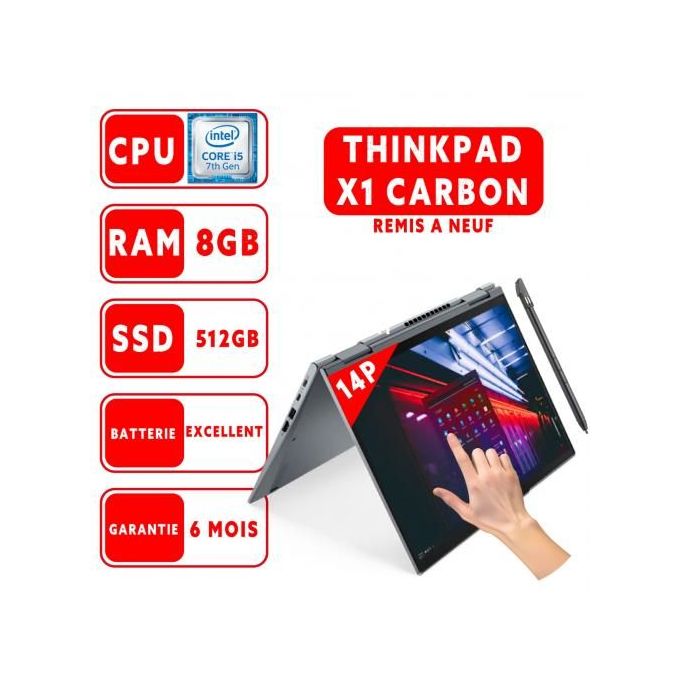 CPU
intel
CORE i5
7th Gen
THINKPAD
X1 CARBON
REMIS A NEUF
RAM 8GB
SSD 512GB
14P
BATTERIE EXCELLENT
GARANTIE 6 MOIS